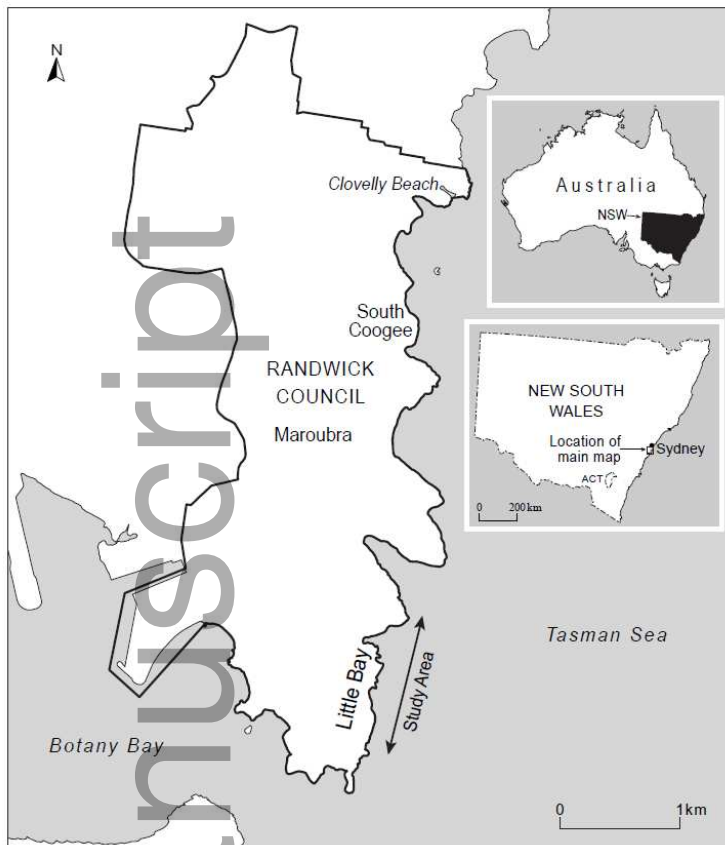 N
Clovelly Beach
Australia
NSW
South
Coogee
RANDWICK
COUNCIL
Maroubra
NEW SOUTH
WALES
Location of
main map
Sydney
ACT
0 200km
Little Bay
Study Area
Tasman Sea
Botany Bay
0 1km
nuscript